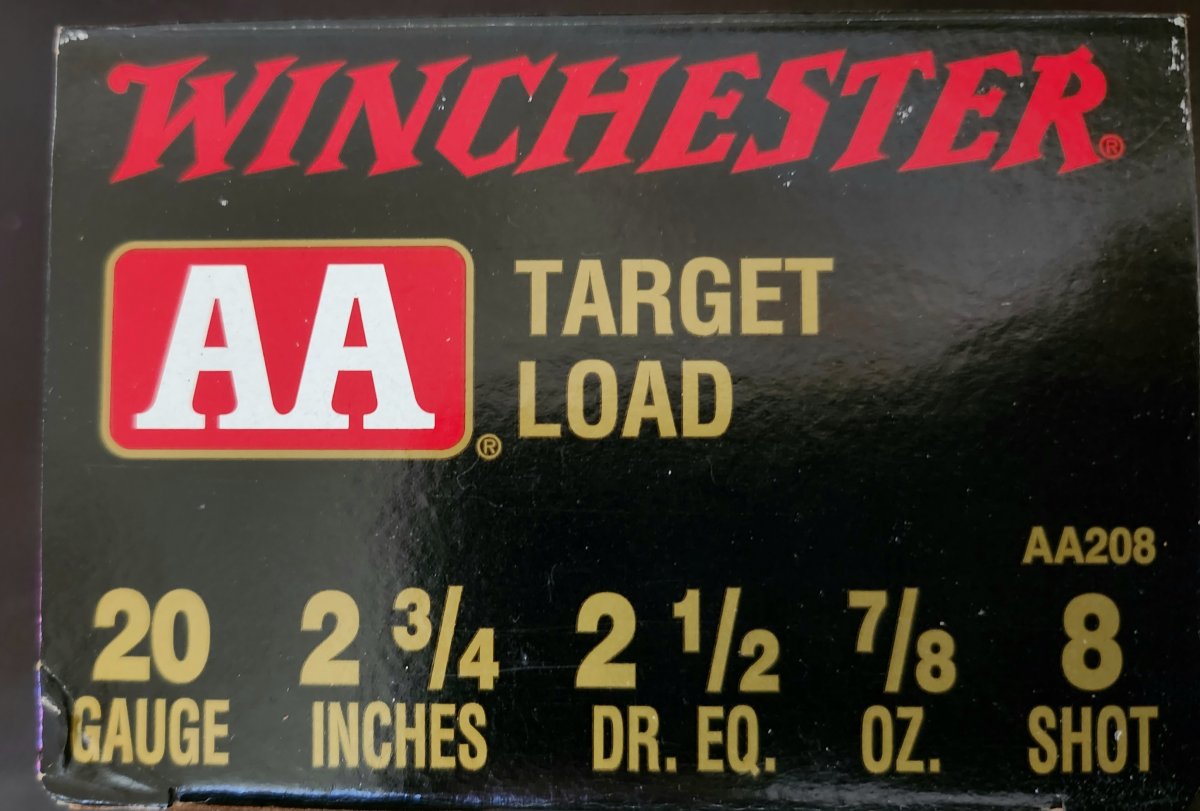 WINCHESTER®
AA® TARGET
LOAD
AA208
20 2 3/4 2 1/2 7/8 8
GAUGE INCHES DR. EQ. OZ. SHOT